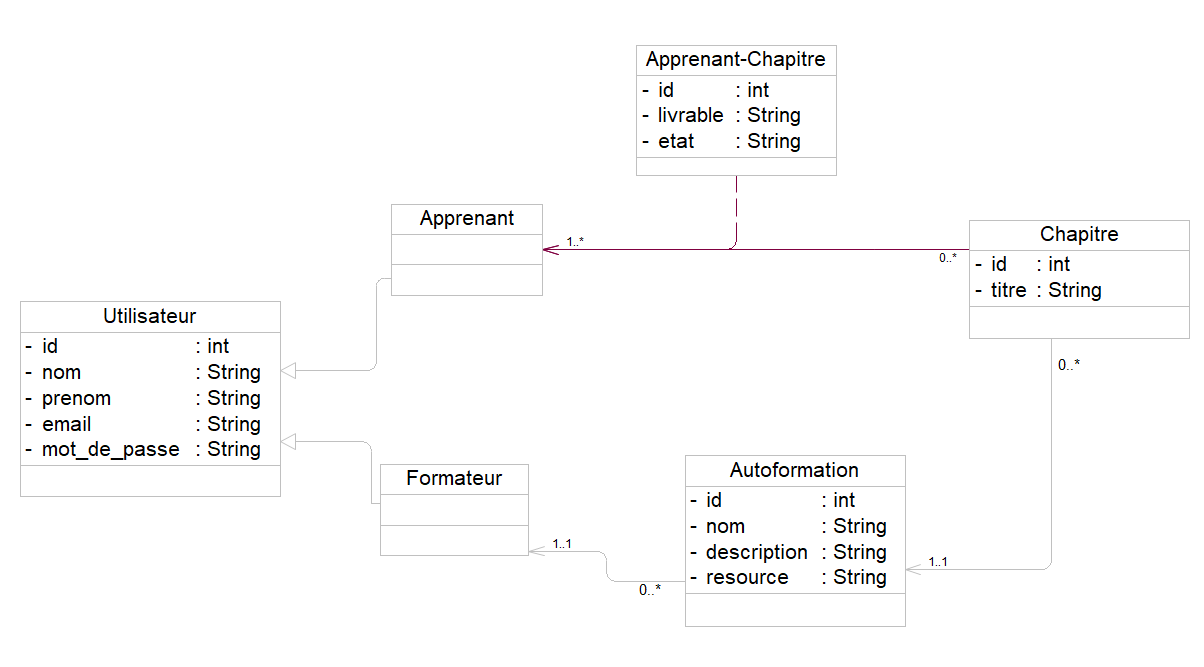 Apprenant-Chapitre
- id : int
- livrable : String
- etat : String
Apprenant
1..*
0..*
Chapitre
- id : int
- titre : String
Utilisateur
- id : int
- nom : String
- prenom : String
- email : String
- mot_de_passe : String
0..*
Formateur
1..1
0..*
Autoformation
- id : int
- nom : String
- description : String
- resource : String
1..1